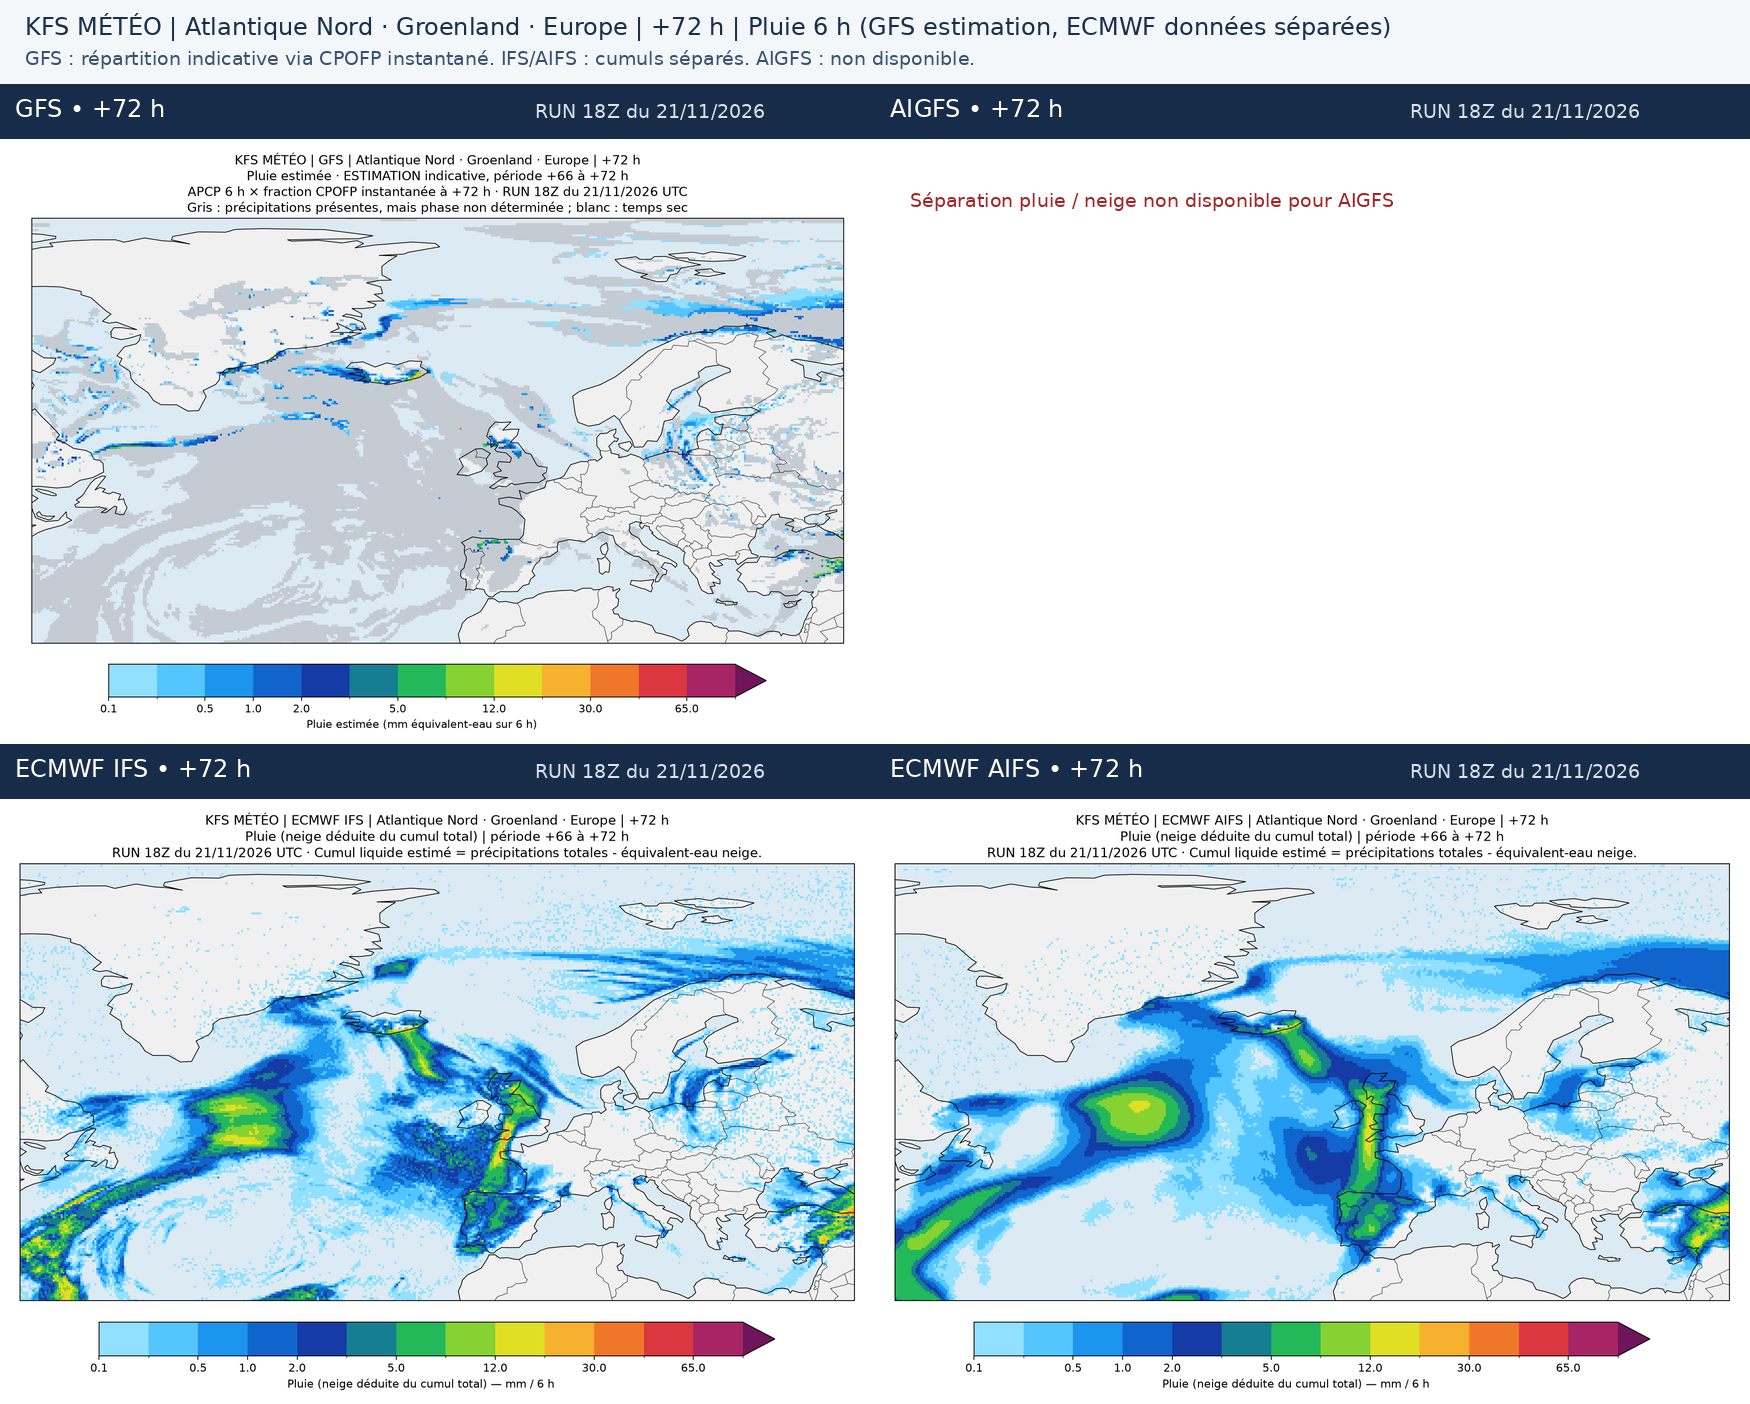 KFS MÉTÉO | Atlantique Nord · Groenland · Europe | +72 h | Pluie 6 h (GFS estimation, ECMWF données séparées)
GFS : répartition indicative via CPOFP instantané. IFS/AIFS : cumuls séparés. AIGFS : non disponible.
GFS • +72 h
RUN 18Z du 21/11/2026
AIGFS • +72 h
RUN 18Z du 21/11/2026
KFS MÉTÉO | GFS | Atlantique Nord · Groenland · Europe | +72 h
Pluie estimée · ESTIMATION indicative, période +66 à +72 h
APCP 6 h × fraction CPOFP instantanée à +72 h · RUN 18Z du 21/11/2026 UTC
Gris : précipitations présentes, mais phase non déterminée ; blanc : temps sec
Séparation pluie / neige non disponible pour AIGFS
0.1 0.5 1.0 2.0 5.0 12.0 30.0 65.0
Pluie estimée (mm équivalent-eau sur 6 h)
ECMWF IFS • +72 h
RUN 18Z du 21/11/2026
ECMWF AIFS • +72 h
RUN 18Z du 21/11/2026
KFS MÉTÉO | ECMWF IFS | Atlantique Nord · Groenland · Europe | +72 h
Pluie (neige déduite du cumul total) | période +66 à +72 h
RUN 18Z du 21/11/2026 UTC · Cumul liquide estimé = précipitations totales - équivalent-eau neige.
0.1 0.5 1.0 2.0 5.0 12.0 30.0 65.0
Pluie (neige déduite du cumul total) — mm / 6 h
KFS MÉTÉO | ECMWF AIFS | Atlantique Nord · Groenland · Europe | +72 h
Pluie (neige déduite du cumul total) | période +66 à +72 h
RUN 18Z du 21/11/2026 UTC · Cumul liquide estimé = précipitations totales - équivalent-eau neige.
0.1 0.5 1.0 2.0 5.0 12.0 30.0 65.0
Pluie (neige déduite du cumul total) — mm / 6 h